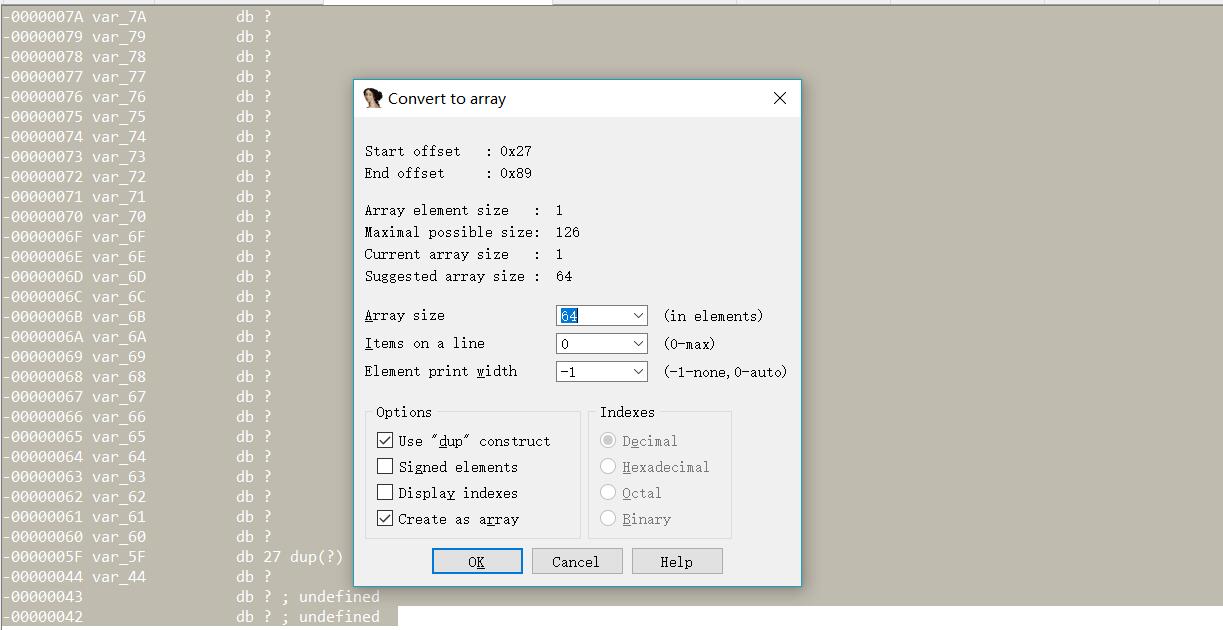 -0000007A var_7A db ?
-00000079 var_79 db ?
-00000078 var_78 db ?
-00000077 var_77 db ?
-00000076 var_76 db ?
-00000075 var_75 db ?
-00000074 var_74 db ?
-00000073 var_73 db ?
-00000072 var_72 db ?
-00000071 var_71 db ?
-00000070 var_70 db ?
-0000006F var_6F db ?
-0000006E var_6E db ?
-0000006D var_6D db ?
-0000006C var_6C db ?
-0000006B var_6B db ?
-0000006A var_6A db ?
-00000069 var_69 db ?
-00000068 var_68 db ?
-00000067 var_67 db ?
-00000066 var_66 db ?
-00000065 var_65 db ?
-00000064 var_64 db ?
-00000063 var_63 db ?
-00000062 var_62 db ?
-00000061 var_61 db ?
-00000060 var_60 db ?
-0000005F var_5F db 27 dup(?)
-00000044 var_44 db ?
-00000043 db ? ; undefined
-00000042 db ? ; undefined
Convert to array
Start offset : 0x27
End offset : 0x89
Array element size : 1
Maximal possible size: 126
Current array size : 1
Suggested array size : 64
Array size 64 (in elements)
Items on a line 0 (0-max)
Element print width -1 (-1-none,0-auto)
Options
Use "dup" construct
Signed elements
Display indexes
Create as array
Indexes
Decimal
Hexadecimal
Octal
Binary
OK Cancel Help